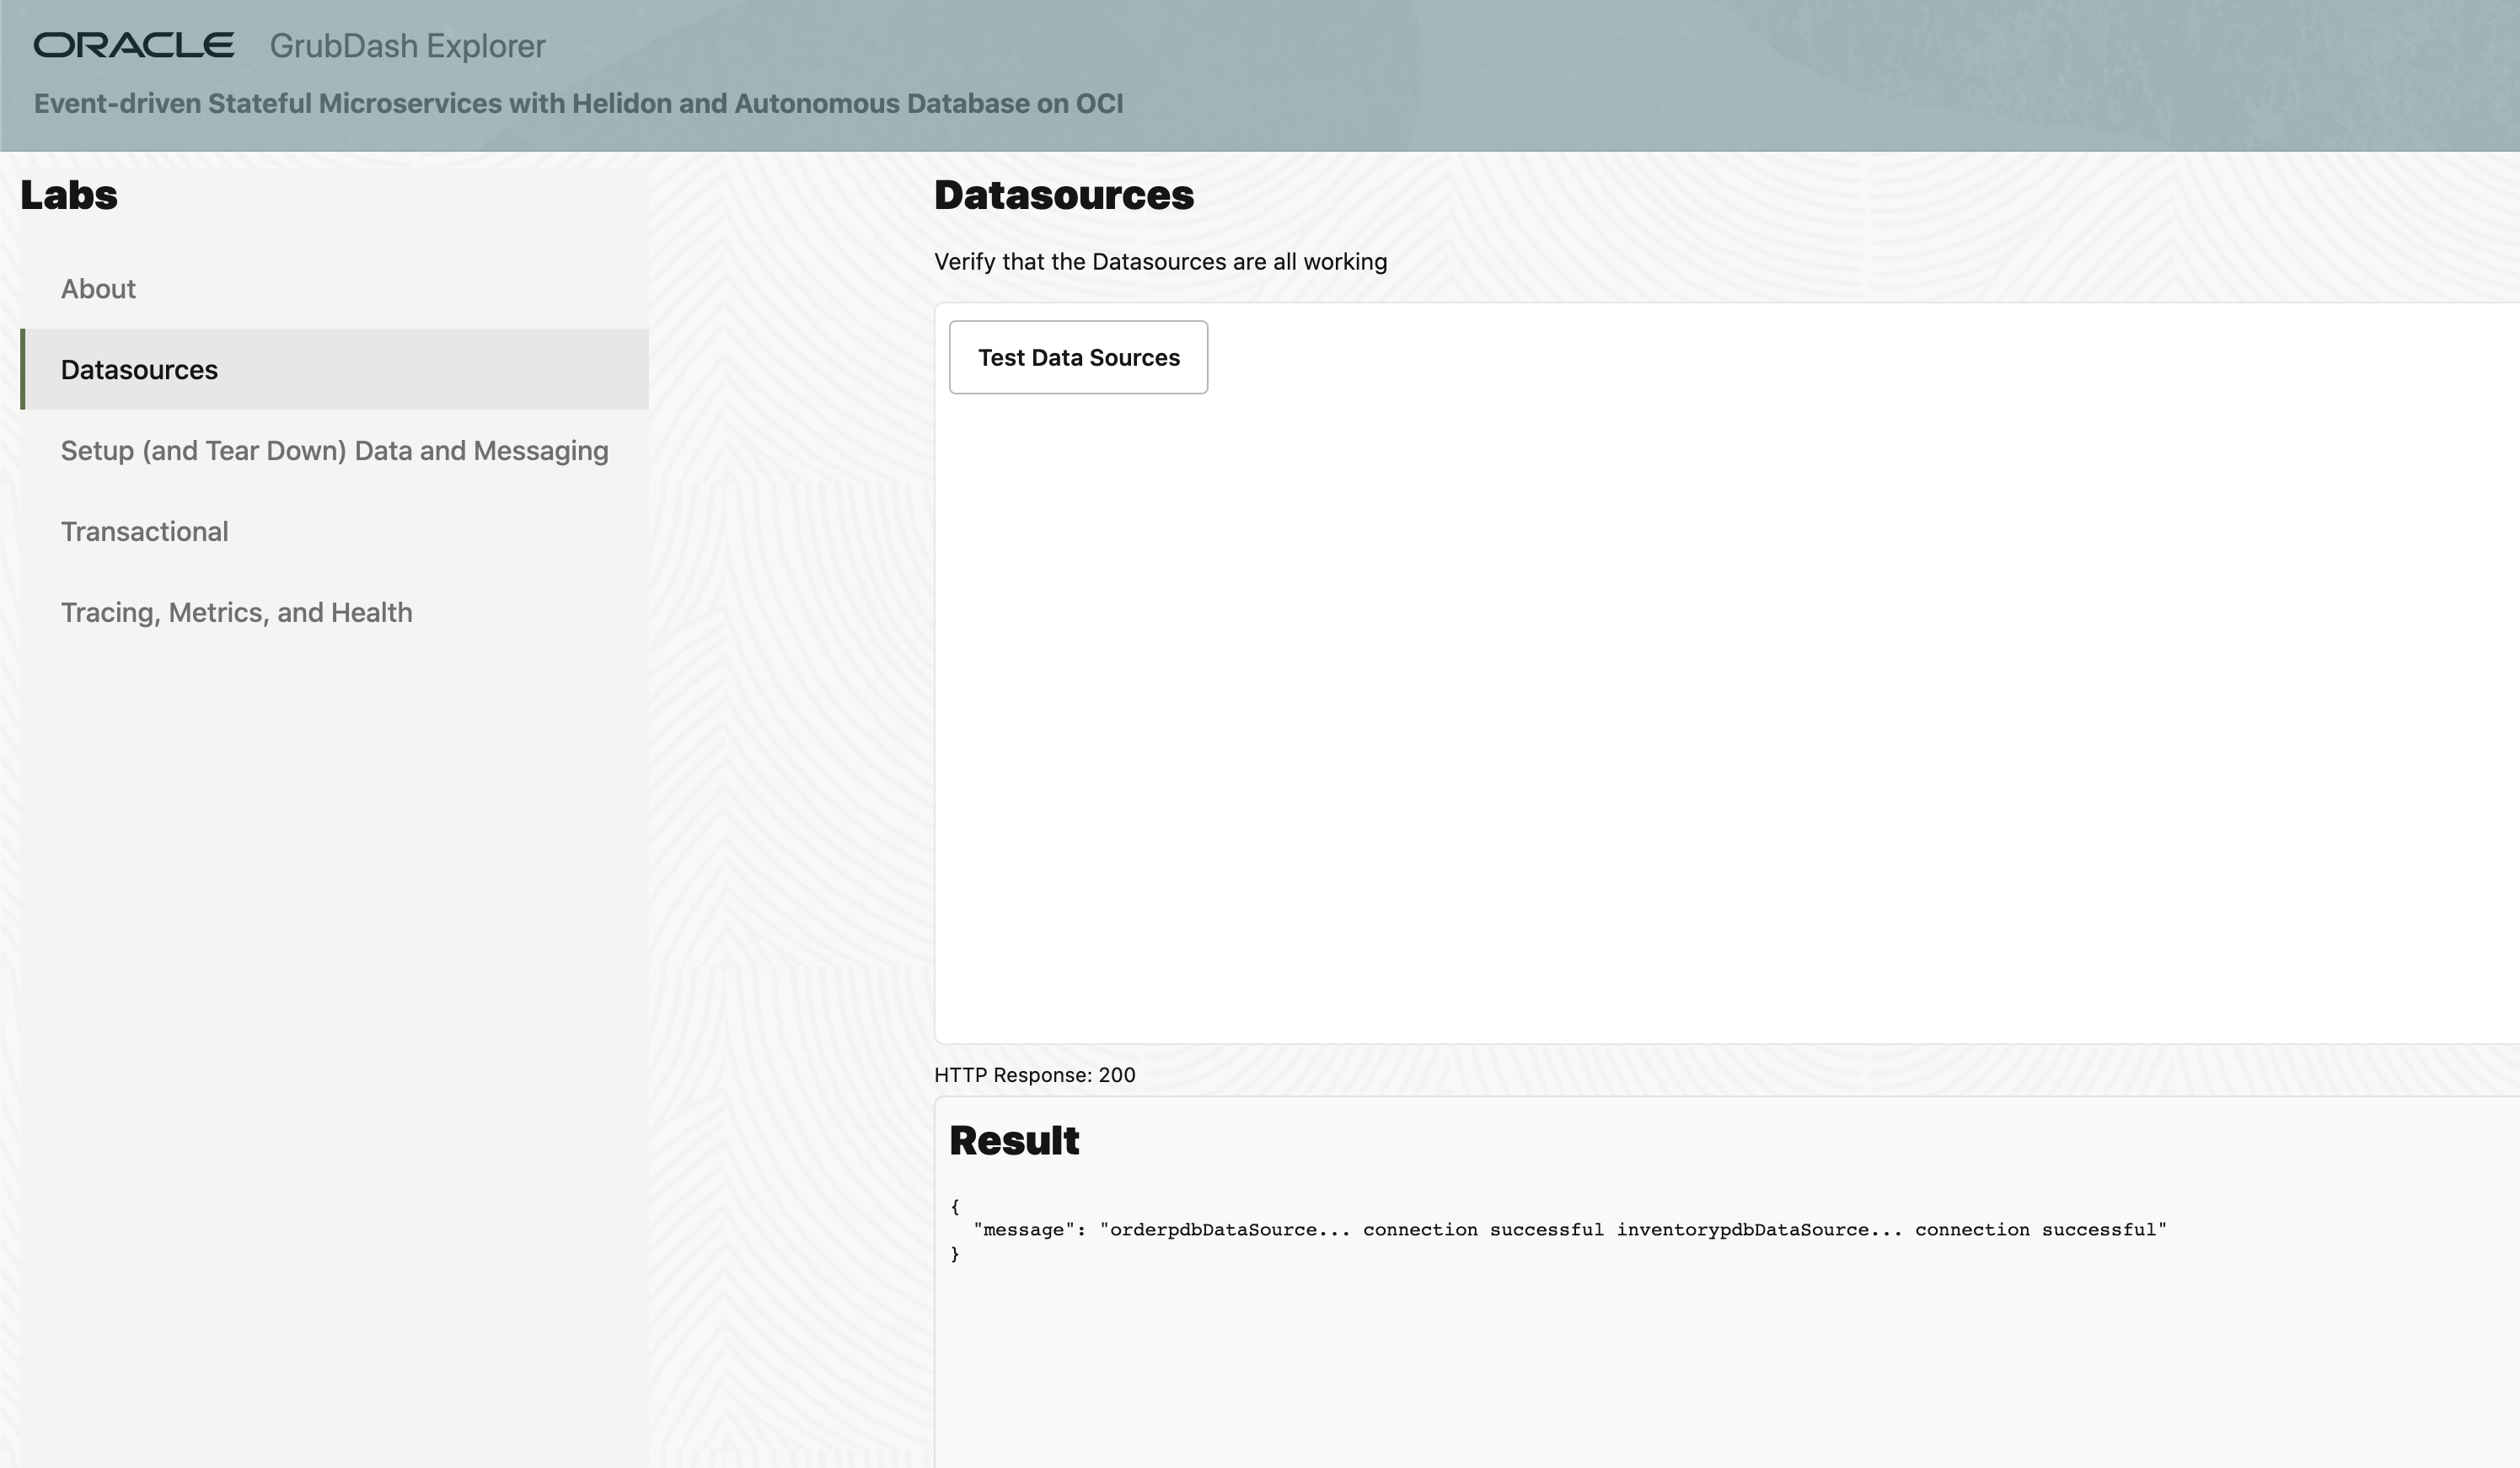 ORACLE GrubDash Explorer
Event-driven Stateful Microservices with Helidon and Autonomous Database on OCI
Labs
About
Datasources
Setup (and Tear Down) Data and Messaging
Transactional
Tracing, Metrics, and Health
Datasources
Verify that the Datasources are all working
Test Data Sources
HTTP Response: 200
Result
{
  "message": "orderpdbDataSource... connection successful inventorypdbDataSource... connection successful"
}